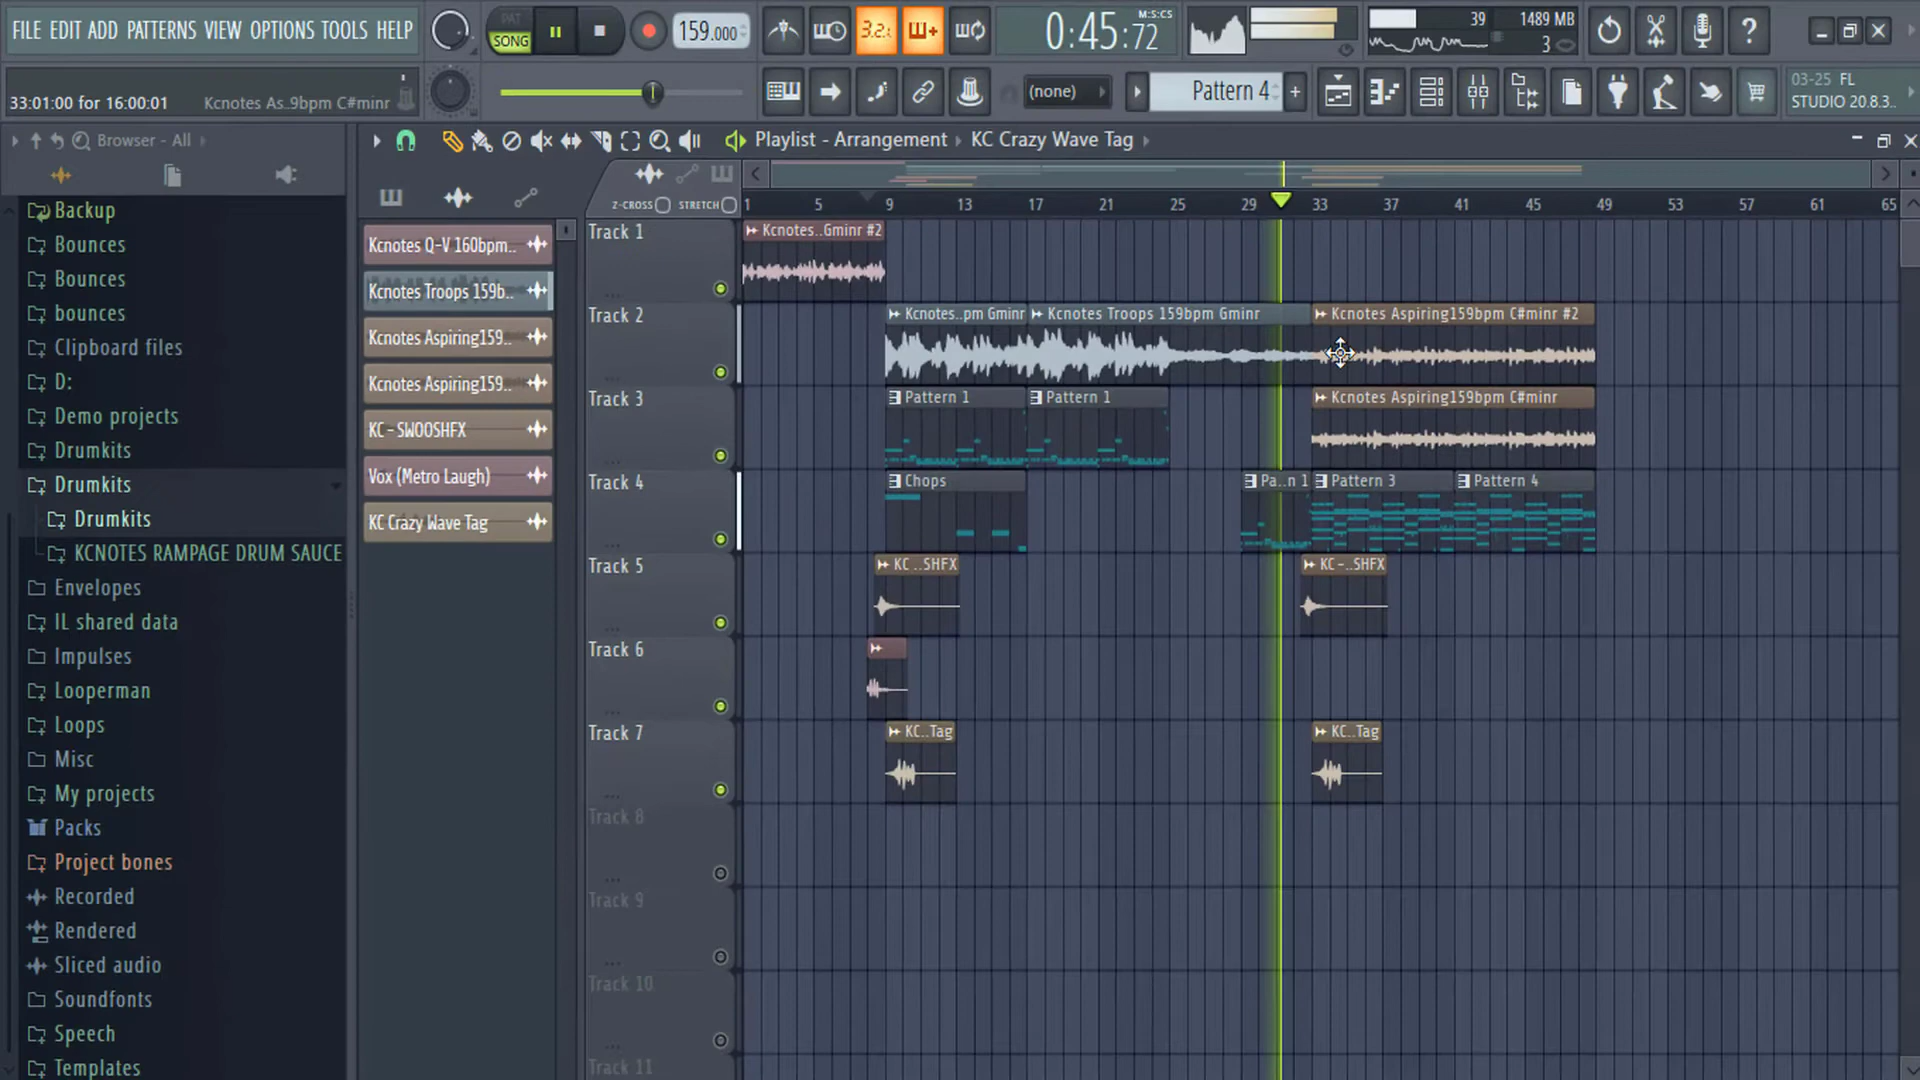 FILE EDIT ADD PATTERNS VIEW OPTIONS TOOLS HELP
PAT
SONG
159.000
3.2.
0:45:72
M:S:CS
39
1489 MB
3
33:01:00 for 16:00:01
Kcnotes As..9bpm C#minr
(none)
Pattern 4
03-25 FL
STUDIO 20.8.3..
Browser - All
Playlist - Arrangement
KC Crazy Wave Tag
Z-CROSS
STRETCH
1 5 9 13 17 21 25 29 33 37 41 45 49 53 57 61 65
Backup
Bounces
Bounces
bounces
Clipboard files
D:
Demo projects
Drumkits
Drumkits
Drumkits
KCNOTES RAMPAGE DRUM SAUCE
Envelopes
IL shared data
Impulses
Looperman
Loops
Misc
My projects
Packs
Project bones
Recorded
Rendered
Sliced audio
Soundfonts
Speech
Templates
Kcnotes Q-V 160bpm..
Kcnotes Troops 159b..
Kcnotes Aspiring159..
Kcnotes Aspiring159..
KC - SWOOSHFX
Vox (Metro Laugh)
KC Crazy Wave Tag
Track 1
Kcnotes..Gminr #2
Track 2
Kcnotes..pm Gminr
Kcnotes Troops 159bpm Gminr
Kcnotes Aspiring159bpm C#minr #2
Track 3
Pattern 1
Pattern 1
Kcnotes Aspiring159bpm C#minr
Track 4
Chops
Pa..n 1
Pattern 3
Pattern 4
Track 5
KC ..SHFX
KC -..SHFX
Track 6
Track 7
KC..Tag
KC..Tag
Track 8
Track 9
Track 10
Track 11